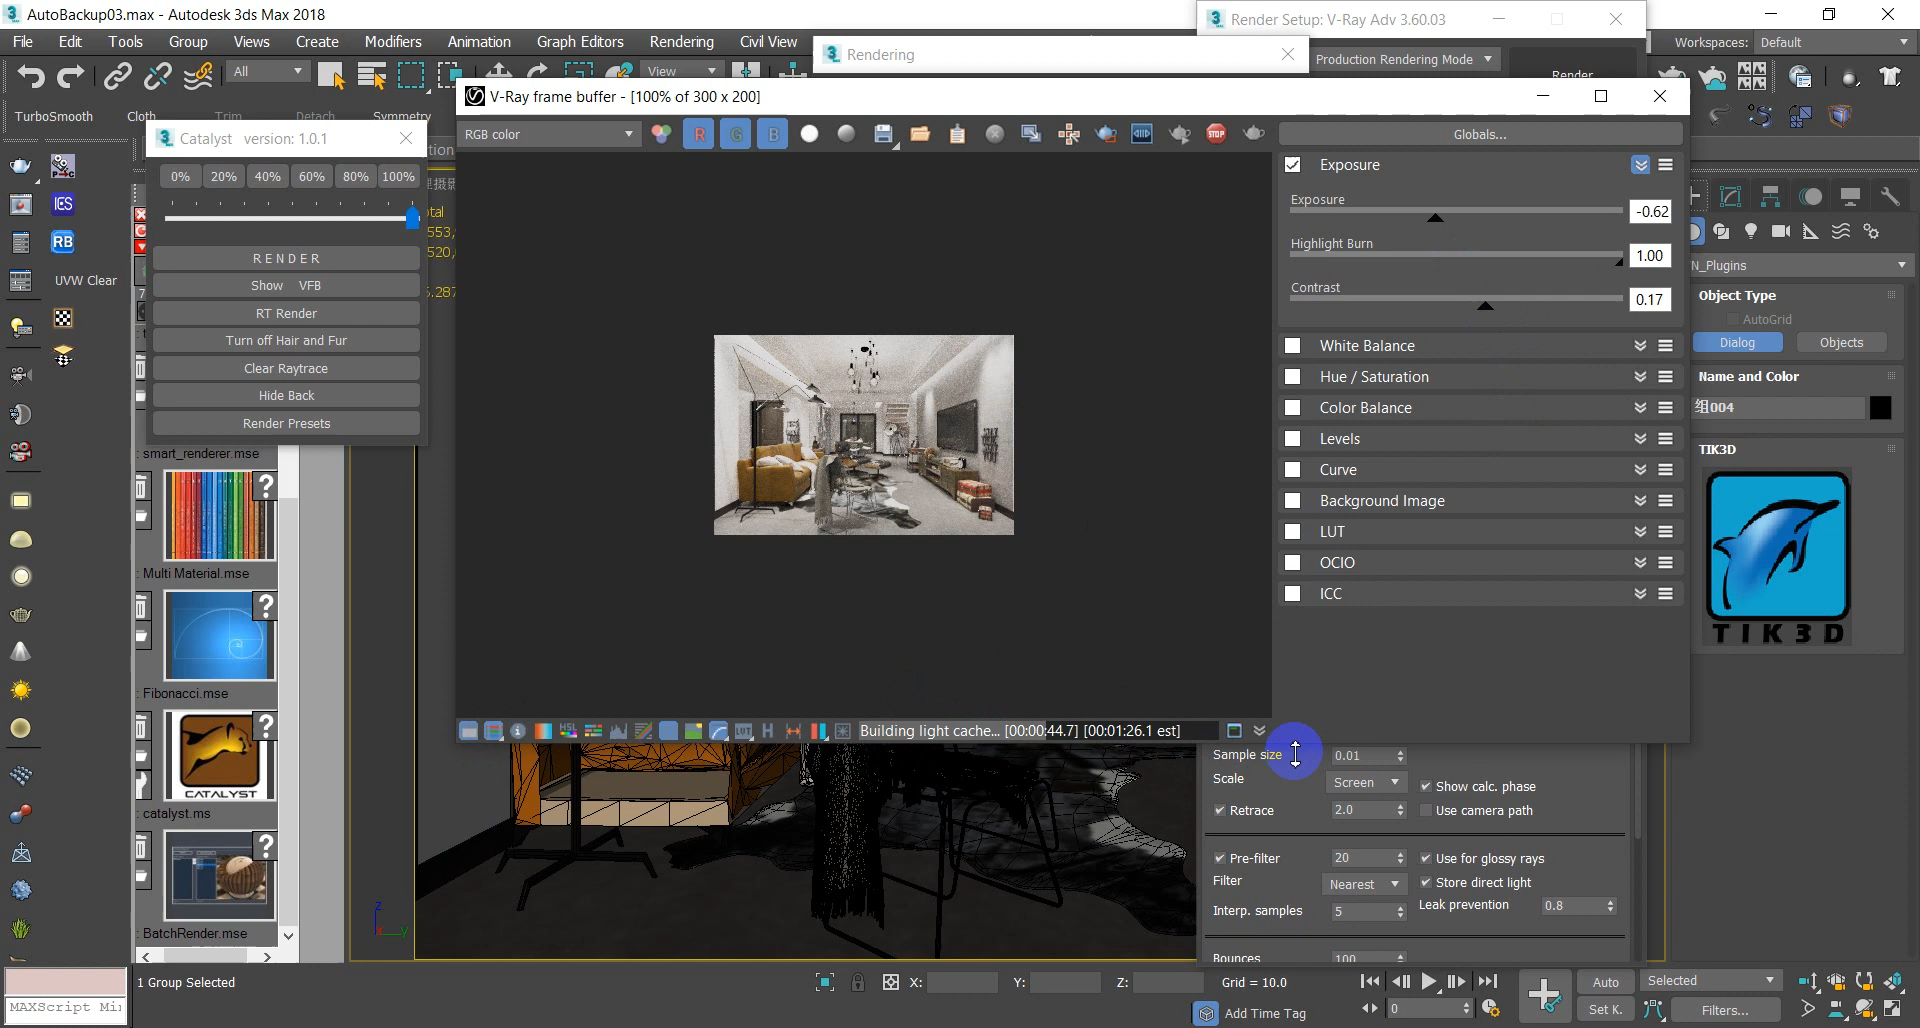 AutoBackup03.max - Autodesk 3ds Max 2018
Render Setup: V-Ray Adv 3.60.03
File Edit Tools Group Views Create Modifiers Animation Graph Editors Rendering Civil View
Rendering
Production Rendering Mode
Render
Workspaces: Default
All
View
V-Ray frame buffer - [100% of 300 x 200]
TurboSmooth Cloth Trim Detach Symmetry
Catalyst version: 1.0.1
RGB color
R G B
STOP
Globals...
0% 20% 40% 60% 80% 100%
RENDER
Show VFB
RT Render
Turn off Hair and Fur
Clear Raytrace
Hide Back
Render Presets
IES
RB
UVW Clear
Exposure
Exposure -0.62
Highlight Burn 1.00
Contrast 0.17
White Balance
Hue / Saturation
Color Balance
Levels
Curve
Background Image
LUT
OCIO
ICC
N_Plugins
Object Type
AutoGrid
Dialog Objects
Name and Color
组004
TIK3D
TIK3D
smart_renderer.mse
Multi Material.mse
Fibonacci.mse
CATALYST
catalyst.ms
BatchRender.mse
Building light cache... [00:00:44.7] [00:01:26.1 est]
Sample size 0.01
Scale Screen Show calc. phase
Retrace 2.0 Use camera path
Pre-filter 20 Use for glossy rays
Filter Nearest Store direct light
Interp. samples 5 Leak prevention 0.8
Bounces 100
z
y
1 Group Selected
X: Y: Z: Grid = 10.0
Auto Selected
MAXScript Mi
Add Time Tag
0
Set K. Filters...